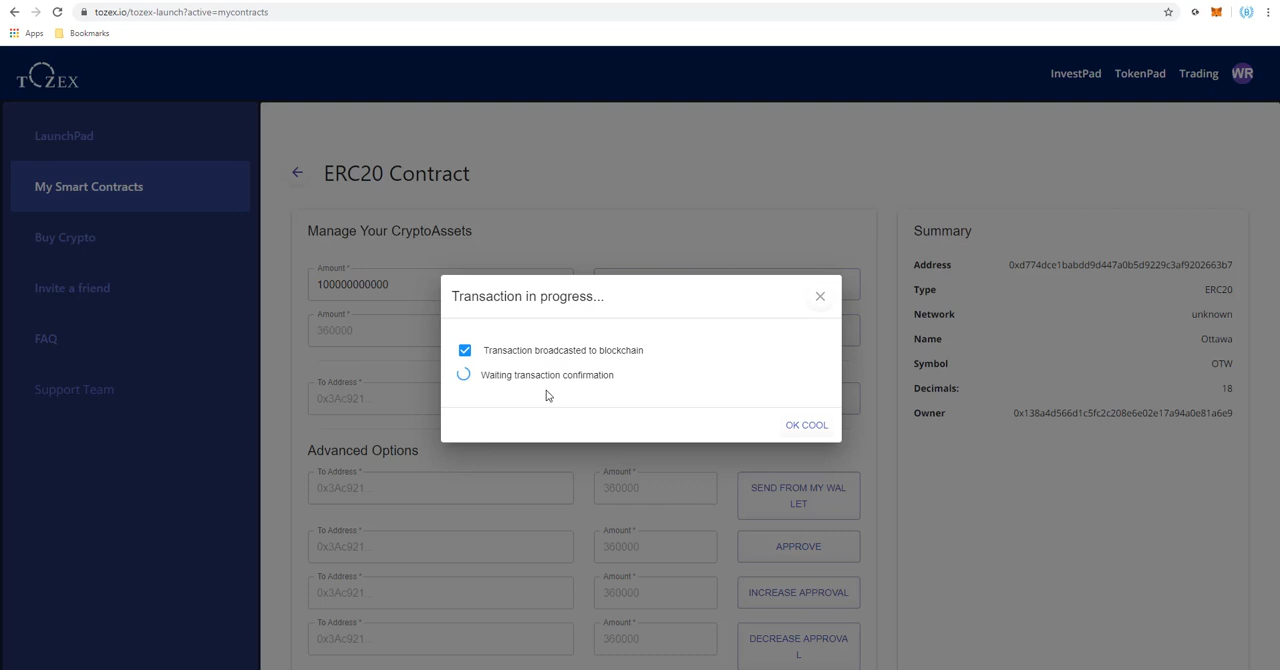 tozex.io/tozex-launch?active=mycontracts
Apps
Bookmarks
TOZEX
InvestPad
TokenPad
Trading
WR
LaunchPad
My Smart Contracts
Buy Crypto
Invite a friend
FAQ
Support Team
ERC20 Contract
Manage Your CryptoAssets
Amount *
100000000000
Amount *
360000
To Address *
0x3Ac921...
Transaction in progress...
Transaction broadcasted to blockchain
Waiting transaction confirmation
OK COOL
Advanced Options
To Address *
0x3Ac921...
Amount *
360000
SEND FROM MY WAL
LET
To Address *
0x3Ac921...
Amount *
360000
APPROVE
To Address *
0x3Ac921...
Amount *
360000
INCREASE APPROVAL
To Address *
0x3Ac921...
Amount *
360000
DECREASE APPROVA
L
Summary
Address 0xd774dce1babdd9d447a0b5d9229c3af9202663b7
Type ERC20
Network unknown
Name Ottawa
Symbol OTW
Decimals: 18
Owner 0x138a4d566d1c5fc2c208e6e02e17a94a0e81a6e9